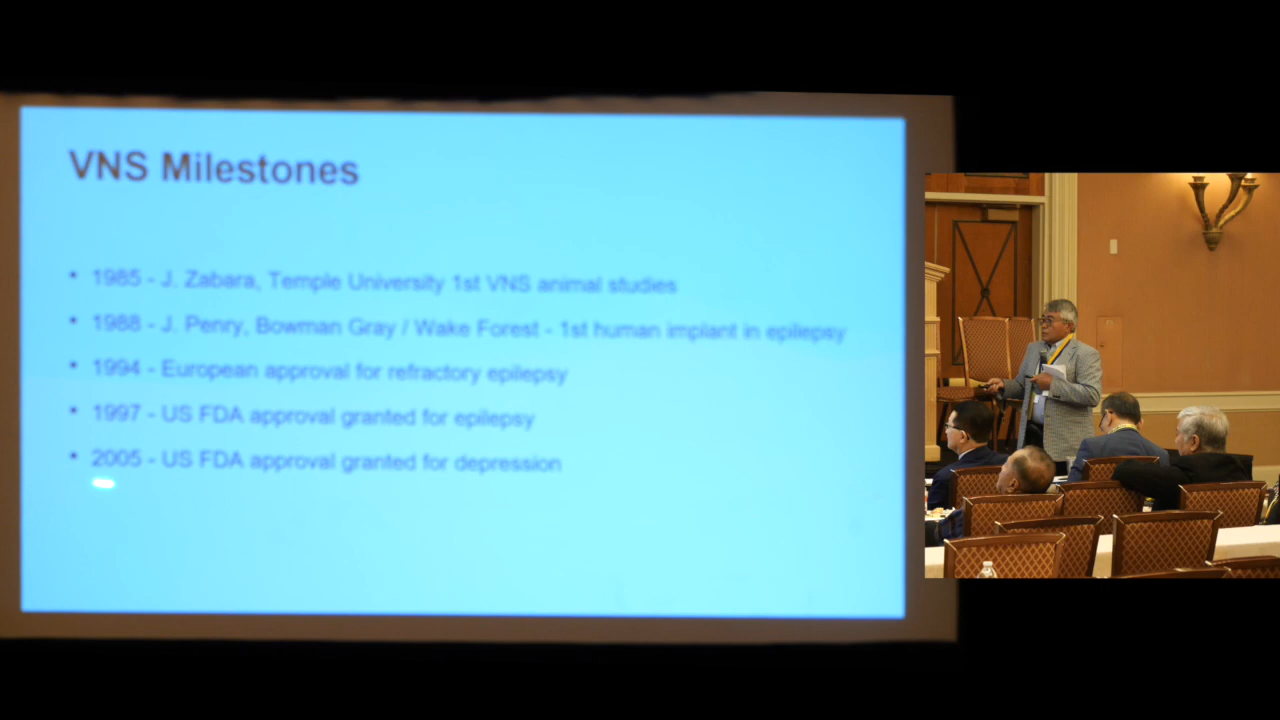 VNS Milestones
• 1985 - J. Zabara, Temple University 1st VNS animal studies
• 1988 - J. Penry, Bowman Gray / Wake Forest - 1st human implant in epilepsy
• 1994 - European approval for refractory epilepsy
• 1997 - US FDA approval granted for epilepsy
• 2005 - US FDA approval granted for depression